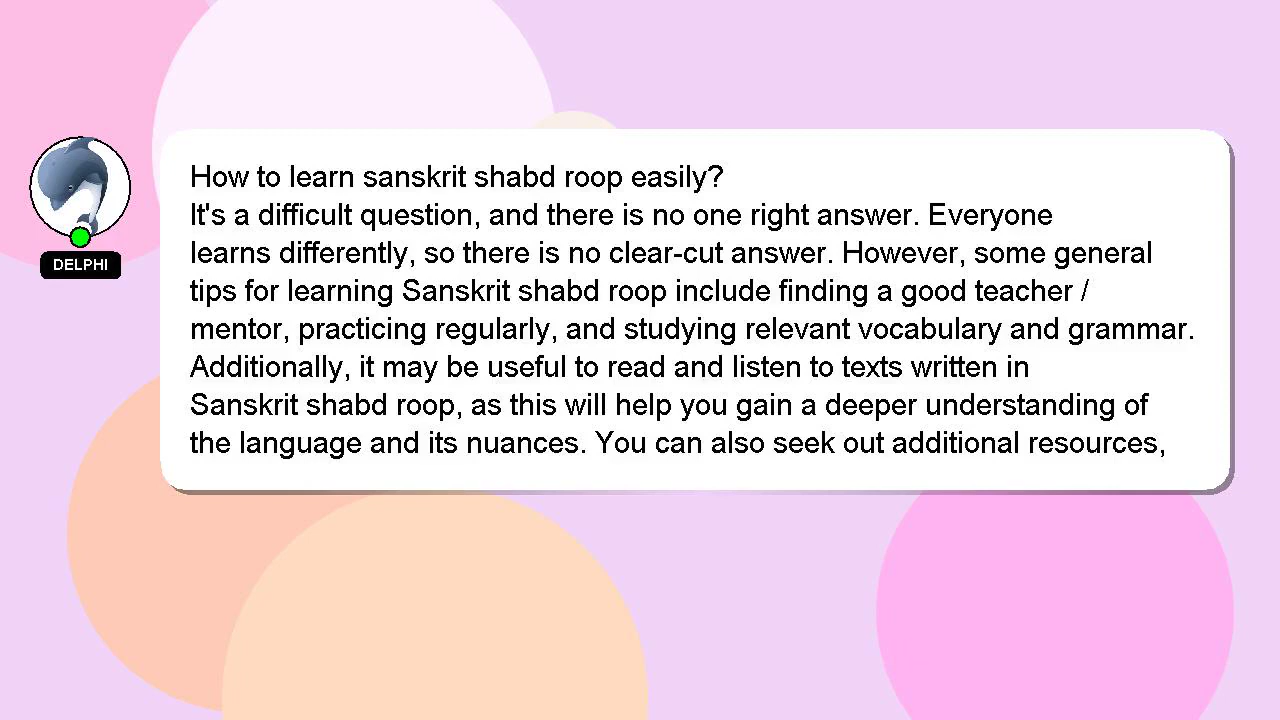 How to learn sanskrit shabd roop easily?
It's a difficult question, and there is no one right answer. Everyone
learns differently, so there is no clear-cut answer. However, some general
tips for learning Sanskrit shabd roop include finding a good teacher /
mentor, practicing regularly, and studying relevant vocabulary and grammar.
Additionally, it may be useful to read and listen to texts written in
Sanskrit shabd roop, as this will help you gain a deeper understanding of
the language and its nuances. You can also seek out additional resources,
DELPHI